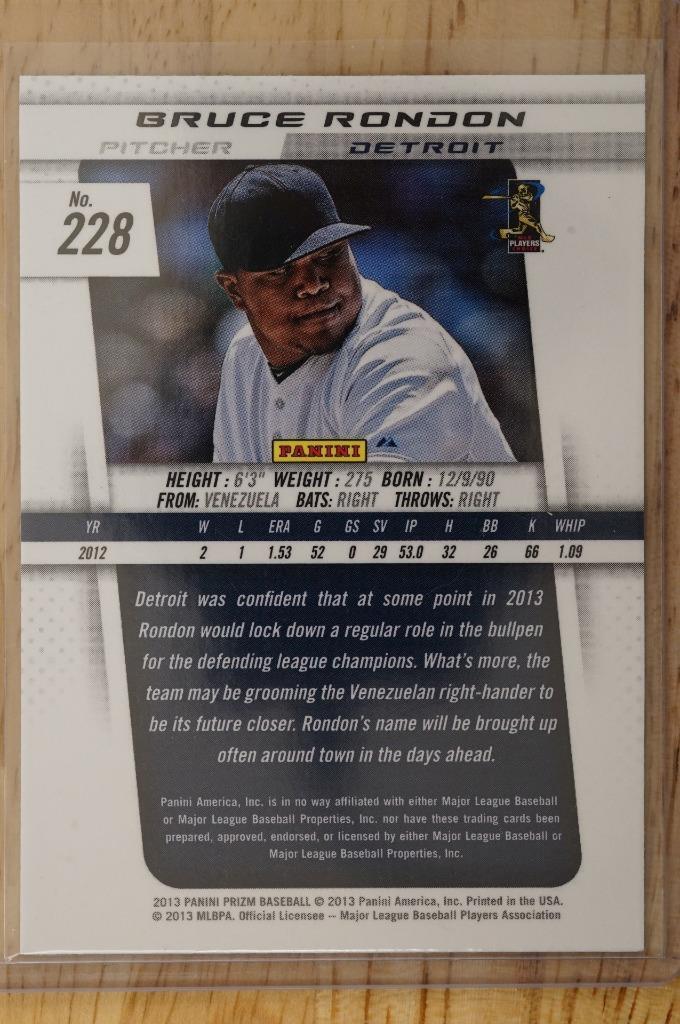 BRUCE RONDON
PITCHER DETROIT
No.
228
PLAYERS
CHOICE
PANINI
HEIGHT : 6'3" WEIGHT : 275 BORN : 12/9/90
FROM: VENEZUELA BATS: RIGHT THROWS: RIGHT
YR W L ERA G GS SV IP H BB K WHIP
2012 2 1 1.53 52 0 29 53.0 32 26 66 1.09
Detroit was confident that at some point in 2013
Rondon would lock down a regular role in the bullpen
for the defending league champions. What's more, the
team may be grooming the Venezuelan right-hander to
be its future closer. Rondon's name will be brought up
often around town in the days ahead.
Panini America, Inc. is in no way affiliated with either Major League Baseball
or Major League Baseball Properties, Inc. nor have these trading cards been
prepared, approved, endorsed, or licensed by either Major League Baseball or
Major League Baseball Properties, Inc.
2013 PANINI PRIZM BASEBALL © 2013 Panini America, Inc. Printed in the USA.
© 2013 MLBPA. Official Licensee -- Major League Baseball Players Association